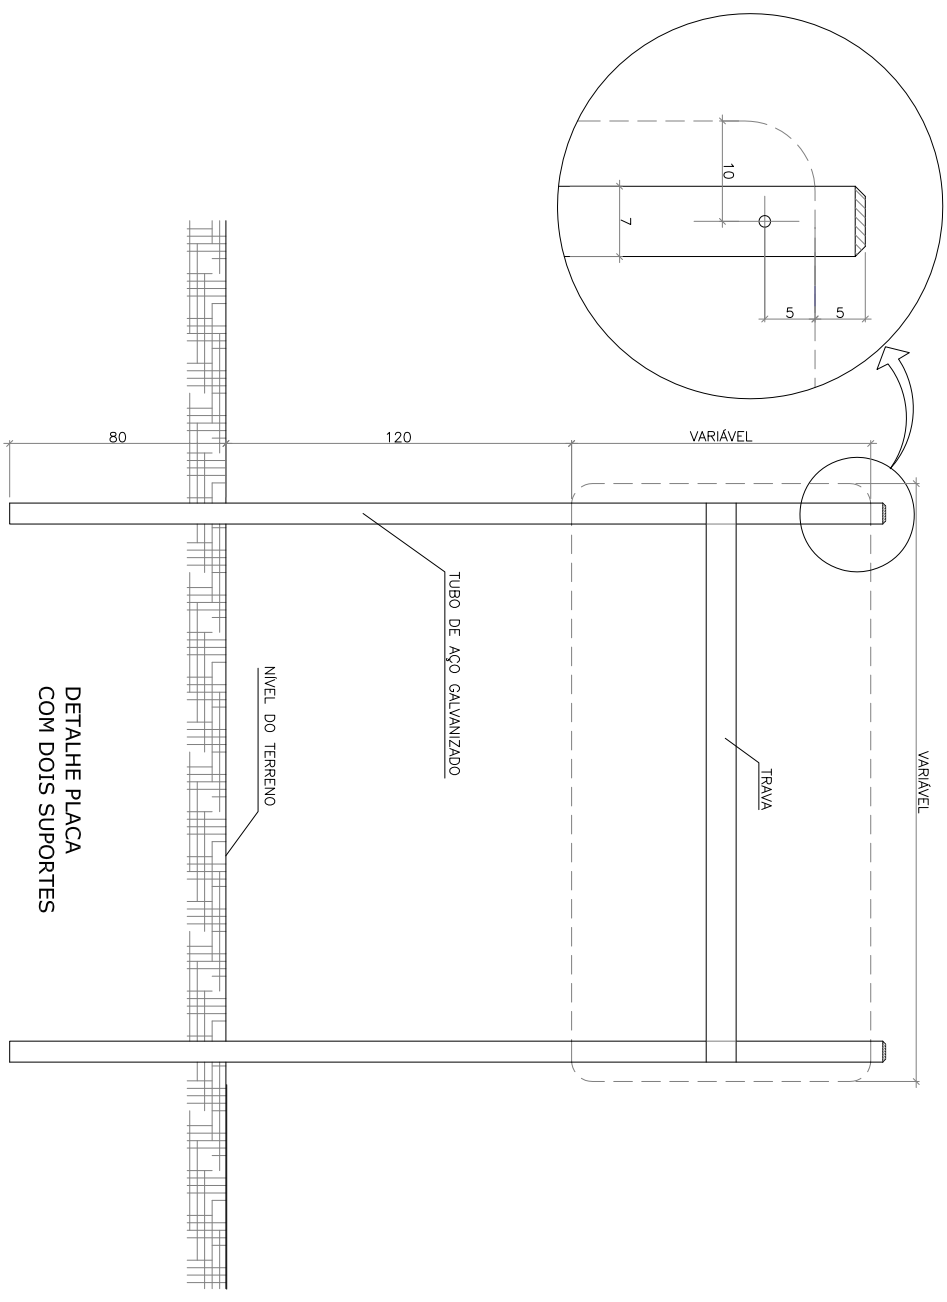 10
7
5
5
80
120
VARIÁVEL
VARIÁVEL
TUBO DE AÇO GALVANIZADO
TRAVA
NÍVEL DO TERRENO
DETALHE PLACA
COM DOIS SUPORTES